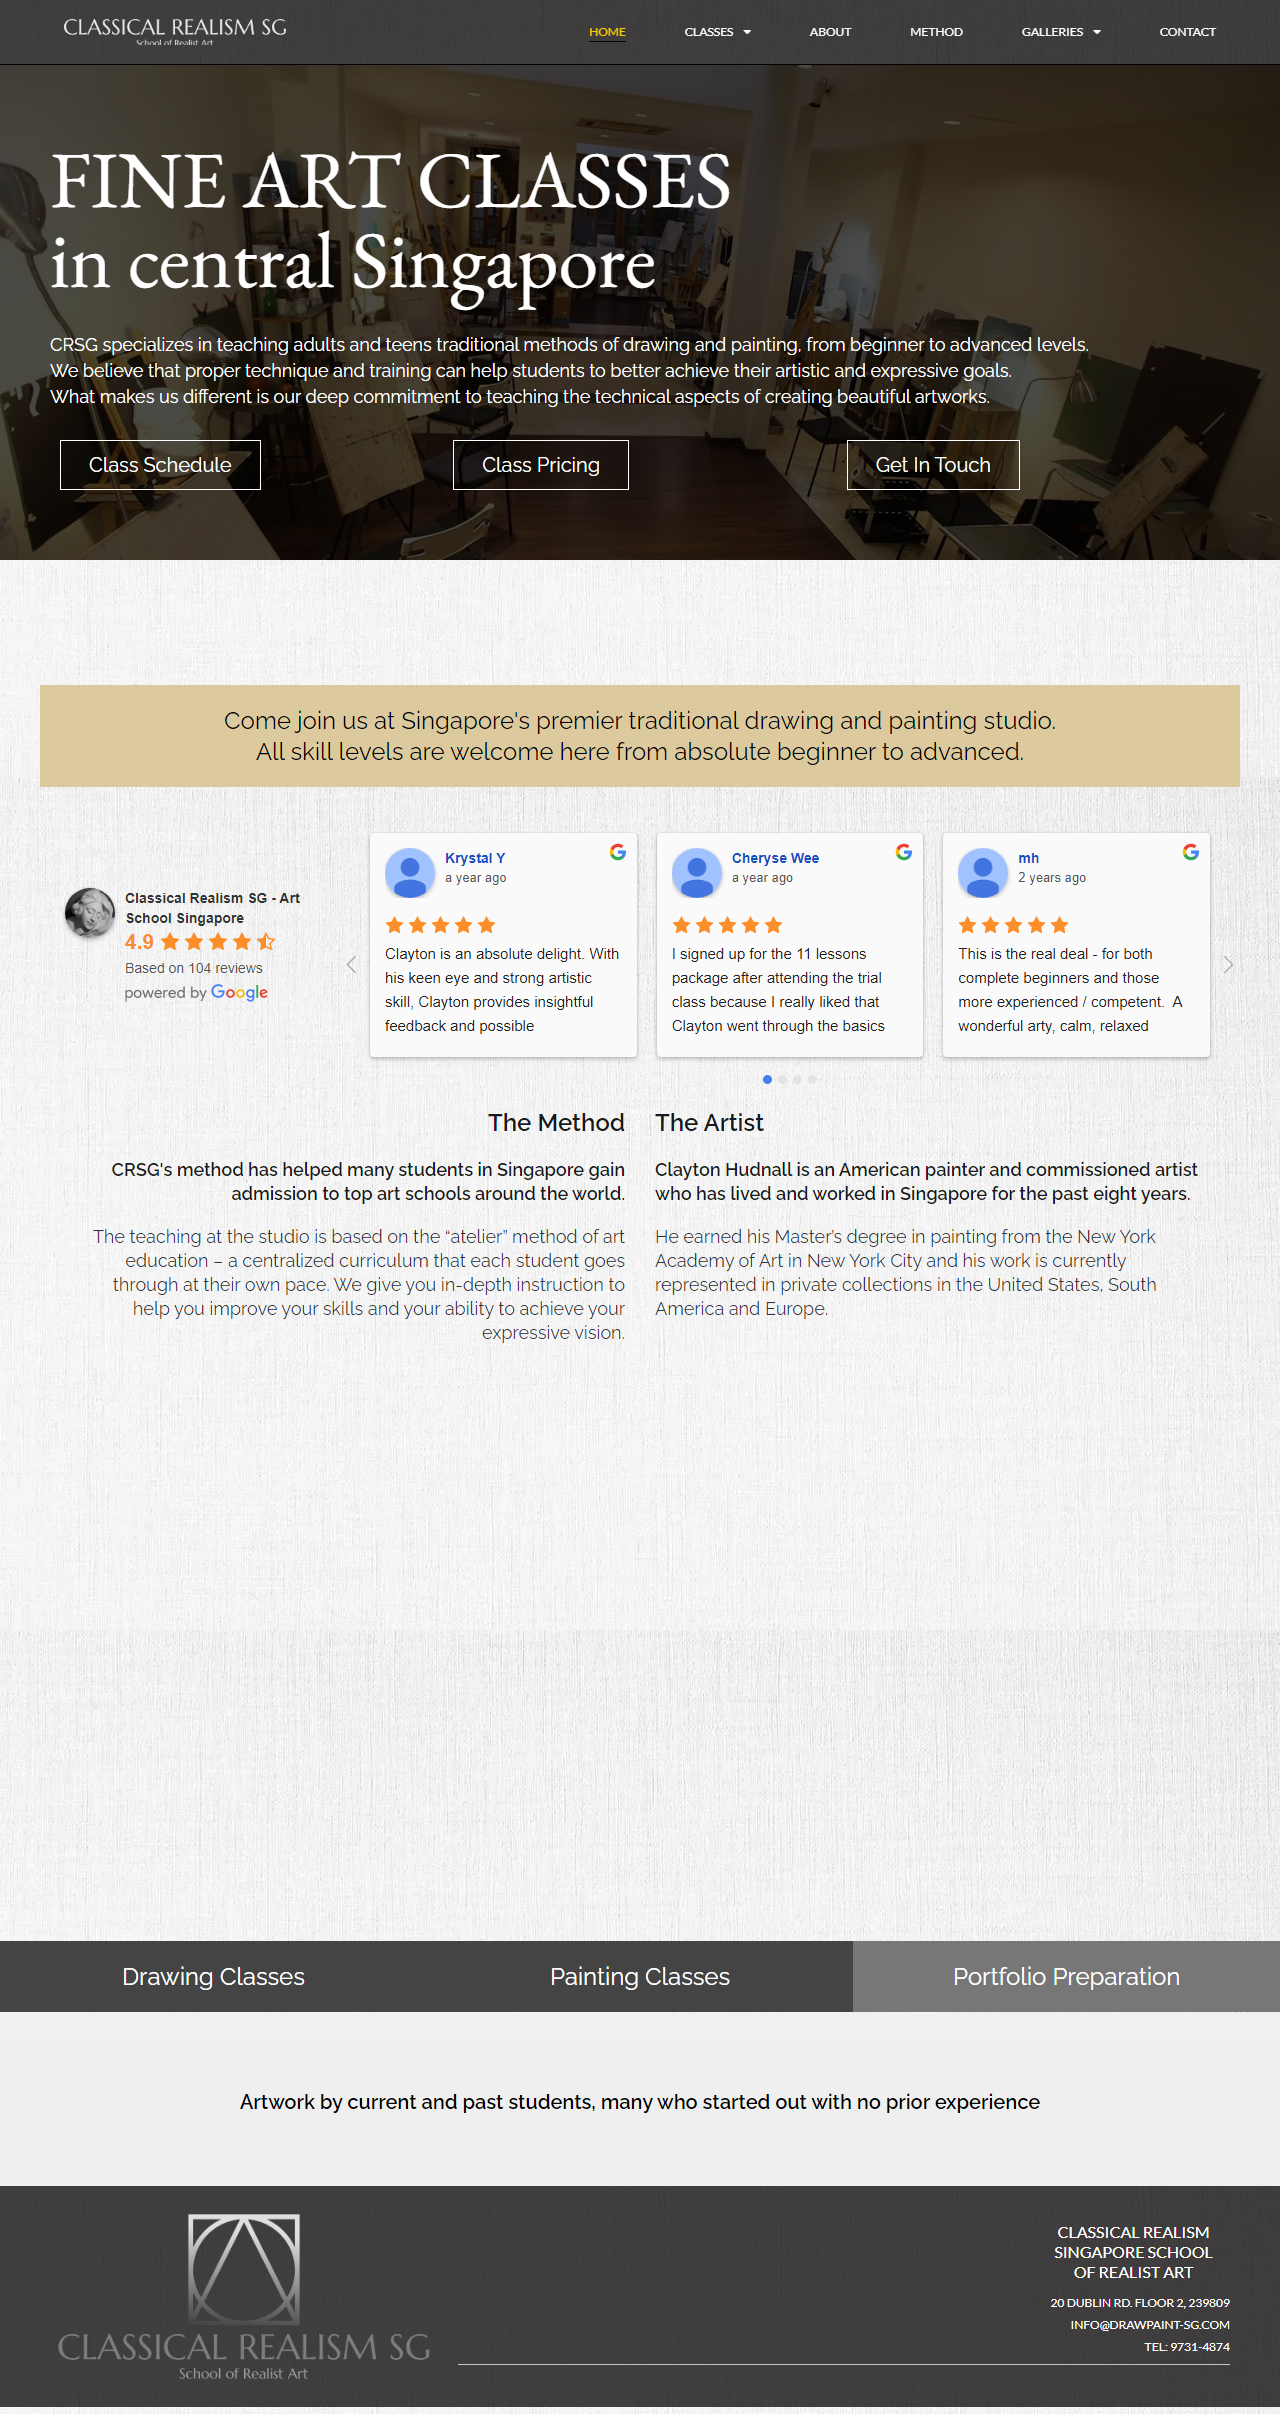 CLASSICAL REALISM SG
School of Realist Art
HOME
CLASSES
ABOUT
METHOD
GALLERIES
CONTACT
FINE ART CLASSES
in central Singapore
CRSG specializes in teaching adults and teens traditional methods of drawing and painting, from beginner to advanced levels.
We believe that proper technique and training can help students to better achieve their artistic and expressive goals.
What makes us different is our deep commitment to teaching the technical aspects of creating beautiful artworks.
Class Schedule
Class Pricing
Get In Touch
Come join us at Singapore's premier traditional drawing and painting studio.
All skill levels are welcome here from absolute beginner to advanced.
Classical Realism SG - Art
School Singapore
4.9
Based on 104 reviews
powered by Google
Krystal Y
a year ago
Clayton is an absolute delight. With
his keen eye and strong artistic
skill, Clayton provides insightful
feedback and possible
Cheryse Wee
a year ago
I signed up for the 11 lessons
package after attending the trial
class because I really liked that
Clayton went through the basics
mh
2 years ago
This is the real deal - for both
complete beginners and those
more experienced / competent. A
wonderful arty, calm, relaxed
The Method
CRSG's method has helped many students in Singapore gain
admission to top art schools around the world.
The teaching at the studio is based on the “atelier” method of art
education – a centralized curriculum that each student goes
through at their own pace. We give you in-depth instruction to
help you improve your skills and your ability to achieve your
expressive vision.
The Artist
Clayton Hudnall is an American painter and commissioned artist
who has lived and worked in Singapore for the past eight years.
He earned his Master’s degree in painting from the New York
Academy of Art in New York City and his work is currently
represented in private collections in the United States, South
America and Europe.
Drawing Classes
Painting Classes
Portfolio Preparation
Artwork by current and past students, many who started out with no prior experience
CLASSICAL REALISM SG
School of Realist Art
CLASSICAL REALISM
SINGAPORE SCHOOL
OF REALIST ART
20 DUBLIN RD. FLOOR 2, 239809
INFO@DRAWPAINT-SG.COM
TEL: 9731-4874